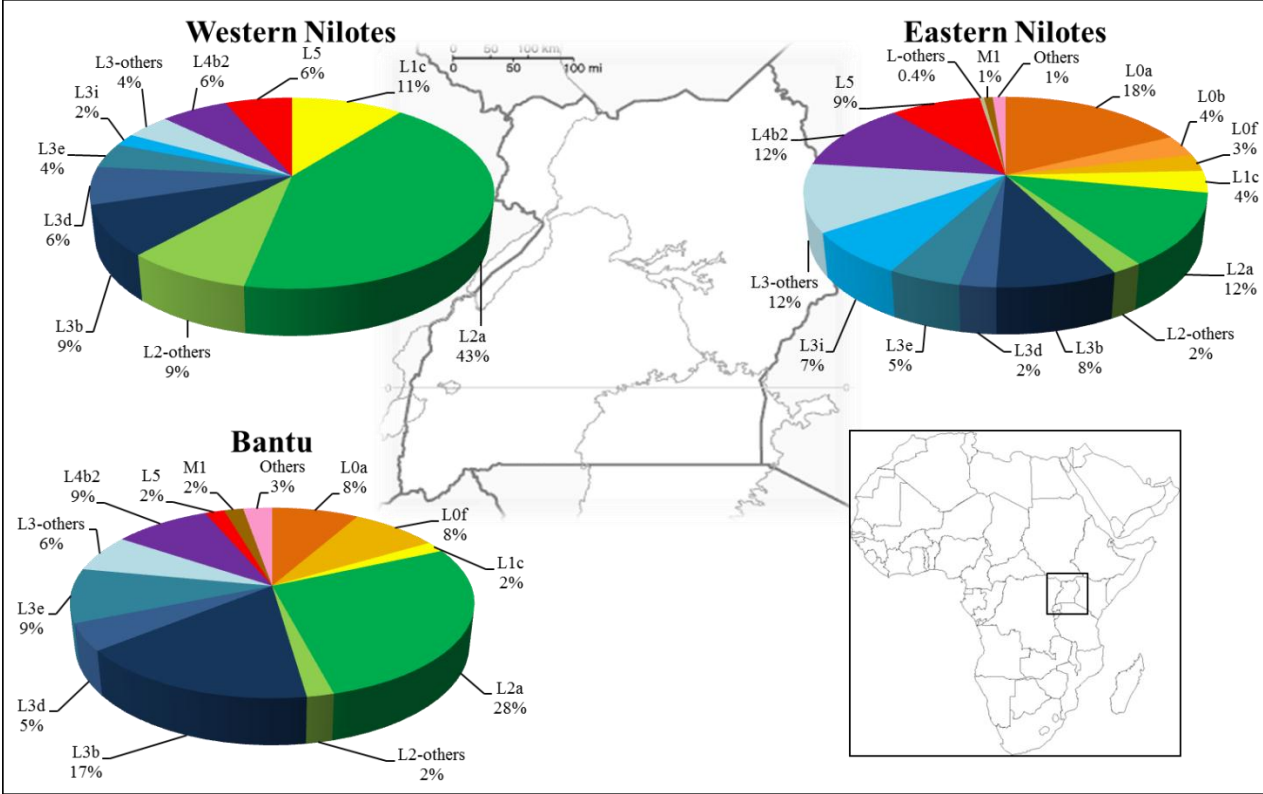 Western Nilotes
L5
6%
L4b2
6%
L3-others
4%
L3i
2%
L3e
4%
L3d
6%
L3b
9%
L2-others
9%
L2a
43%
L1c
11%
0 50 100 km
0 50 100 mi
Eastern Nilotes
L-others
0.4%
M1
1%
Others
1%
L0a
18%
L0b
4%
L0f
3%
L1c
4%
L2a
12%
L2-others
2%
L3b
8%
L3d
2%
L3e
5%
L3i
7%
L3-others
12%
L4b2
12%
L5
9%
0 0
Bantu
L4b2
9%
L5
2%
M1
2%
Others
3%
L0a
8%
L0f
8%
L1c
2%
L2a
28%
L2-others
2%
L3b
17%
L3d
5%
L3e
9%
L3-others
6%